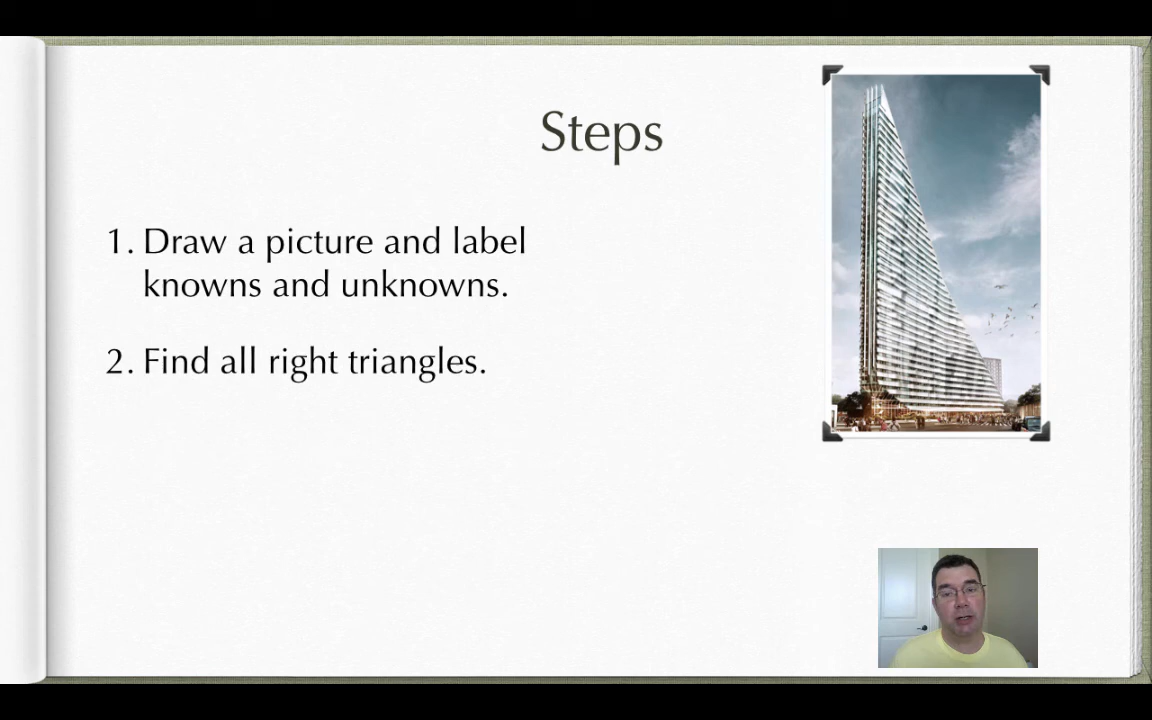 Steps
1. Draw a picture and label
knowns and unknowns.
2. Find all right triangles.